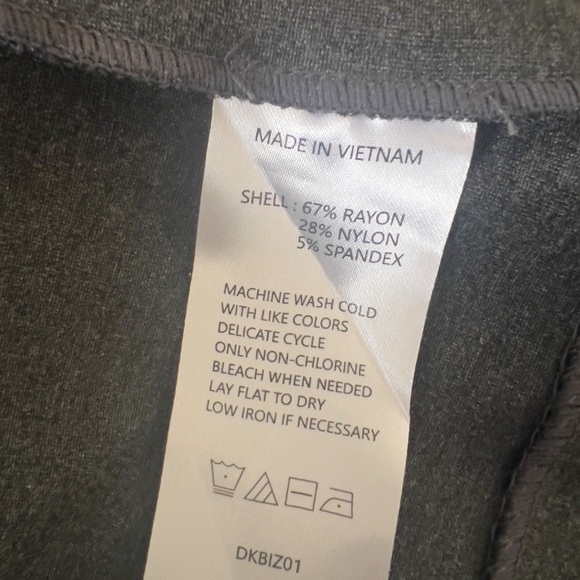 MADE IN VIETNAM
SHELL : 67% RAYON
28% NYLON
5% SPANDEX
MACHINE WASH COLD
WITH LIKE COLORS
DELICATE CYCLE
ONLY NON-CHLORINE
BLEACH WHEN NEEDED
LAY FLAT TO DRY
LOW IRON IF NECESSARY
DKBIZ01